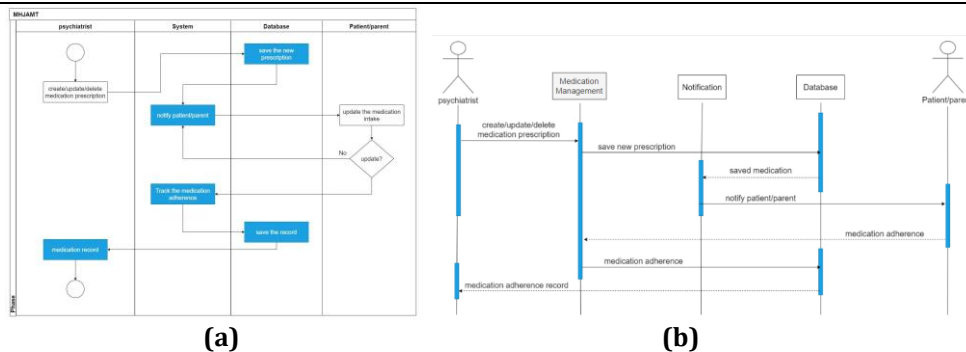 MHJAMT
psychiatrist
System
Database
Patient/parent
save the new
prescription
create/update/delete
medication prescription
notify patient/parent
update the medication
intake
No
update?
Track the medication
adherence
save the record
medication record
Phase
(a)
psychiatrist
Medication
Management
Notification
Database
Patient/parer
create/update/delete
medication prescription
save new prescription
saved medication
notify patient/parent
medication adherence
medication adherence
medication adherence record
(b)